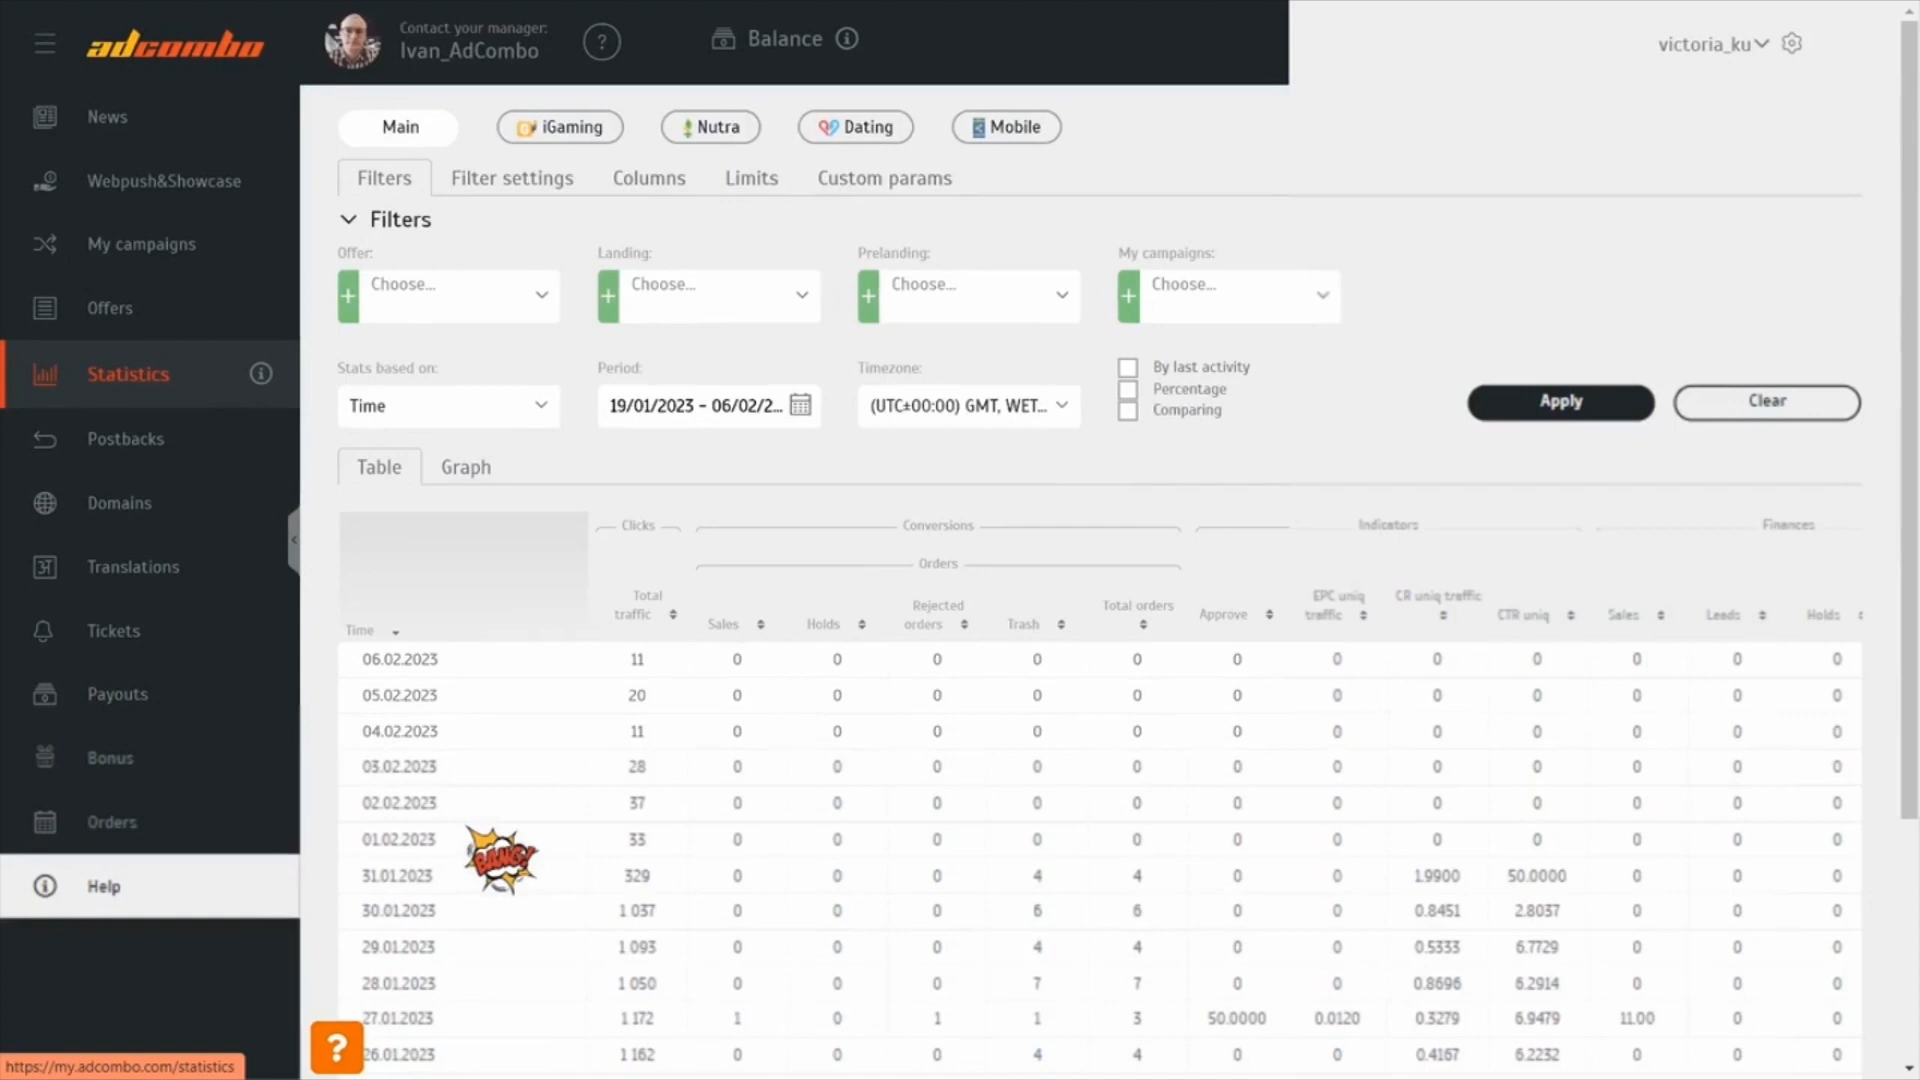 adcombo
Contact your manager:
Ivan_AdCombo
?
Balance
victoria_ku
News
Webpush&Showcase
My campaigns
Offers
Statistics
Postbacks
Domains
Translations
Tickets
Payouts
Bonus
Orders
Help
https://my.adcombo.com/statistics
Main iGaming Nutra Dating Mobile
Filters Filter settings Columns Limits Custom params
Filters
Offer: Landing: Prelanding: My campaigns:
+ Choose... + Choose... + Choose... + Choose...
Stats based on: Period: Timezone:
Time 19/01/2023 - 06/02/2... (UTC±00:00) GMT, WET...
By last activity
Percentage
Comparing
Apply Clear
Table Graph
Clicks Conversions Indicators Finances
Orders
Time Total traffic Sales Holds Rejected orders Trash Total orders Approve EPC uniq traffic CR uniq traffic CTR uniq Sales Leads Holds
06.02.2023 11 0 0 0 0 0 0 0 0 0 0 0 0
05.02.2023 20 0 0 0 0 0 0 0 0 0 0 0 0
04.02.2023 11 0 0 0 0 0 0 0 0 0 0 0 0
03.02.2023 28 0 0 0 0 0 0 0 0 0 0 0 0
02.02.2023 37 0 0 0 0 0 0 0 0 0 0 0 0
01.02.2023 33 0 0 0 0 0 0 0 0 0 0 0 0
BANG!
31.01.2023 329 0 0 0 4 4 0 0 1.9900 50.0000 0 0 0
30.01.2023 1 037 0 0 0 6 6 0 0 0.8451 2.8037 0 0 0
29.01.2023 1 093 0 0 0 4 4 0 0 0.5333 6.7729 0 0 0
28.01.2023 1 050 0 0 0 7 7 0 0 0.8696 6.2914 0 0 0
27.01.2023 1 172 1 0 1 1 3 50.0000 0.0120 0.3279 6.9479 11.00 0 0
26.01.2023 1 162 0 0 0 4 4 0 0 0.4167 6.2232 0 0 0
?